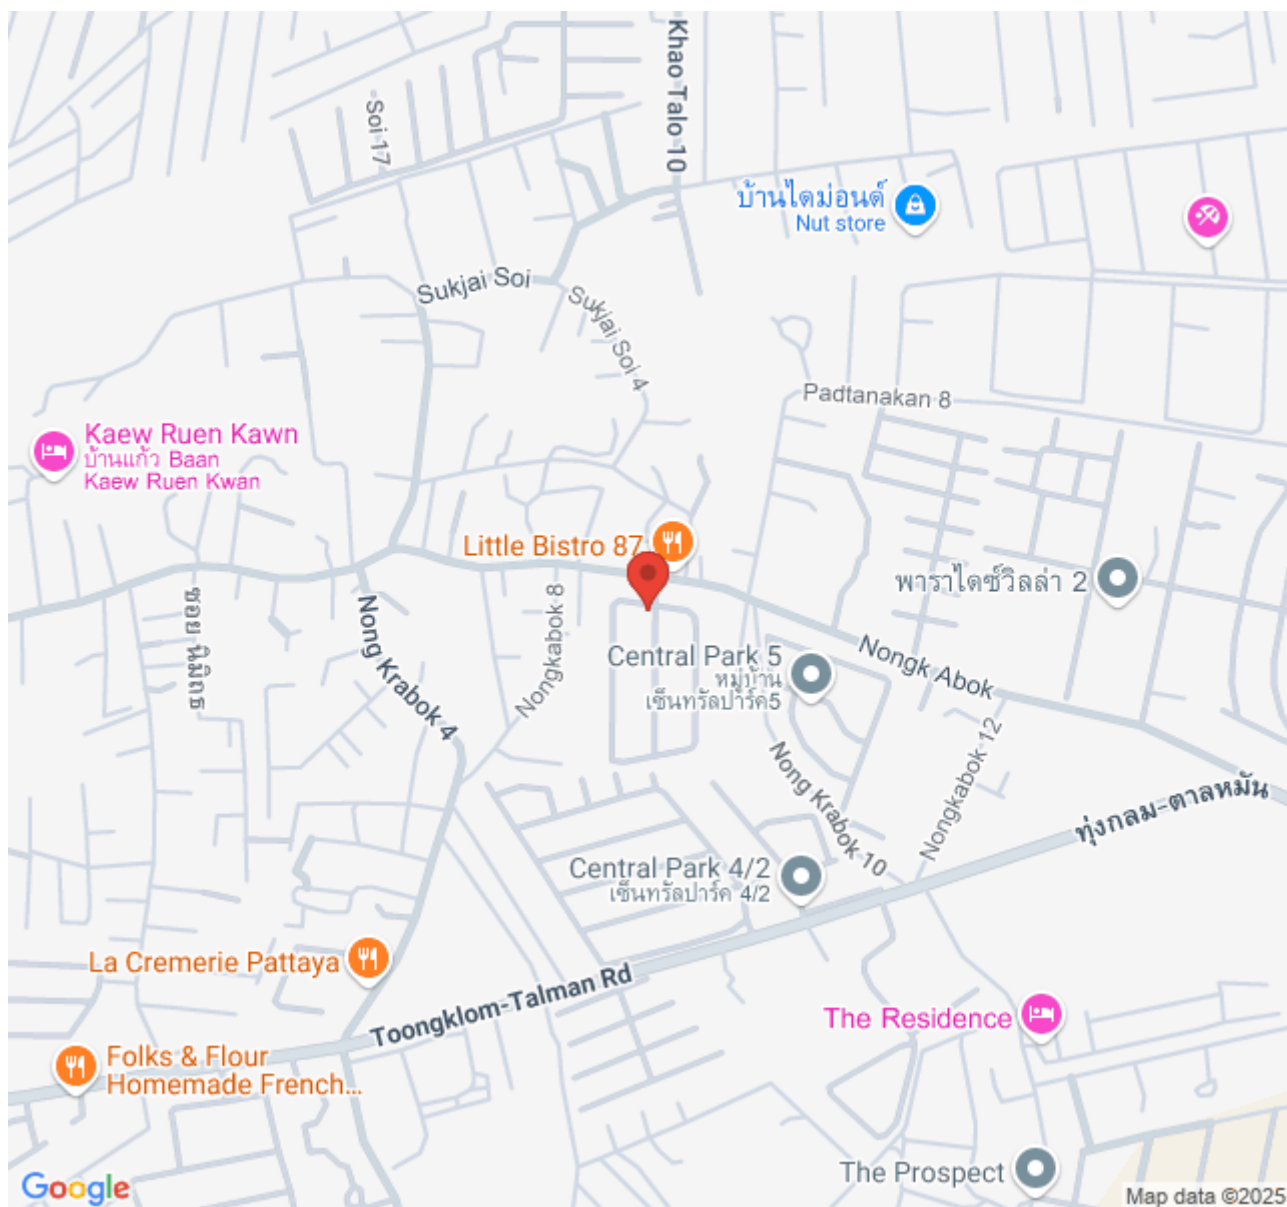 Khao Talo 10
Soi 17
บ้านไดม่อนด์
Nut store
Sukjai Soi
Sukjai Soi 4
Padtanakan 8
Kaew Ruen Kawn
บ้านแก้ว Baan
Kaew Ruen Kwan
Little Bistro 87
พาราไดซ์วิลล่า 2
ซอย นิมิถธ
Nong Krabok 4
Nongkabok 8
Central Park 5
หมู่บ้าน
เซ็นทรัลปาร์ค5
Nongk Abok
Nong Krabok 10
Nongkabok 12
ทุ่งกลม-ตาลหมัน
Central Park 4/2
เซ็นทรัลปาร์ค 4/2
La Cremerie Pattaya
Toongklom-Talman Rd
The Residence
Folks & Flour
Homemade French...
The Prospect
Google
Map data ©2025